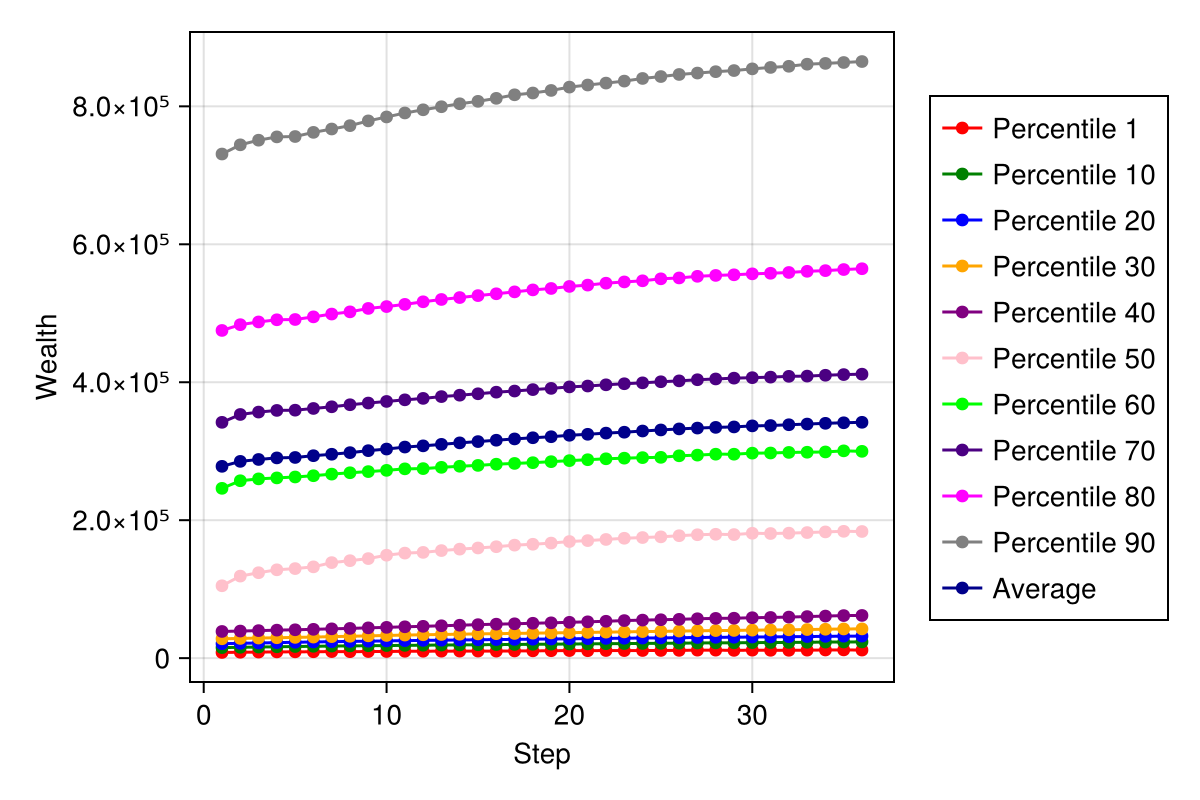 8.0×10⁵
6.0×10⁵
4.0×10⁵
2.0×10⁵
0
Wealth
0 10 20 30
Step
Percentile 1
Percentile 10
Percentile 20
Percentile 30
Percentile 40
Percentile 50
Percentile 60
Percentile 70
Percentile 80
Percentile 90
Average